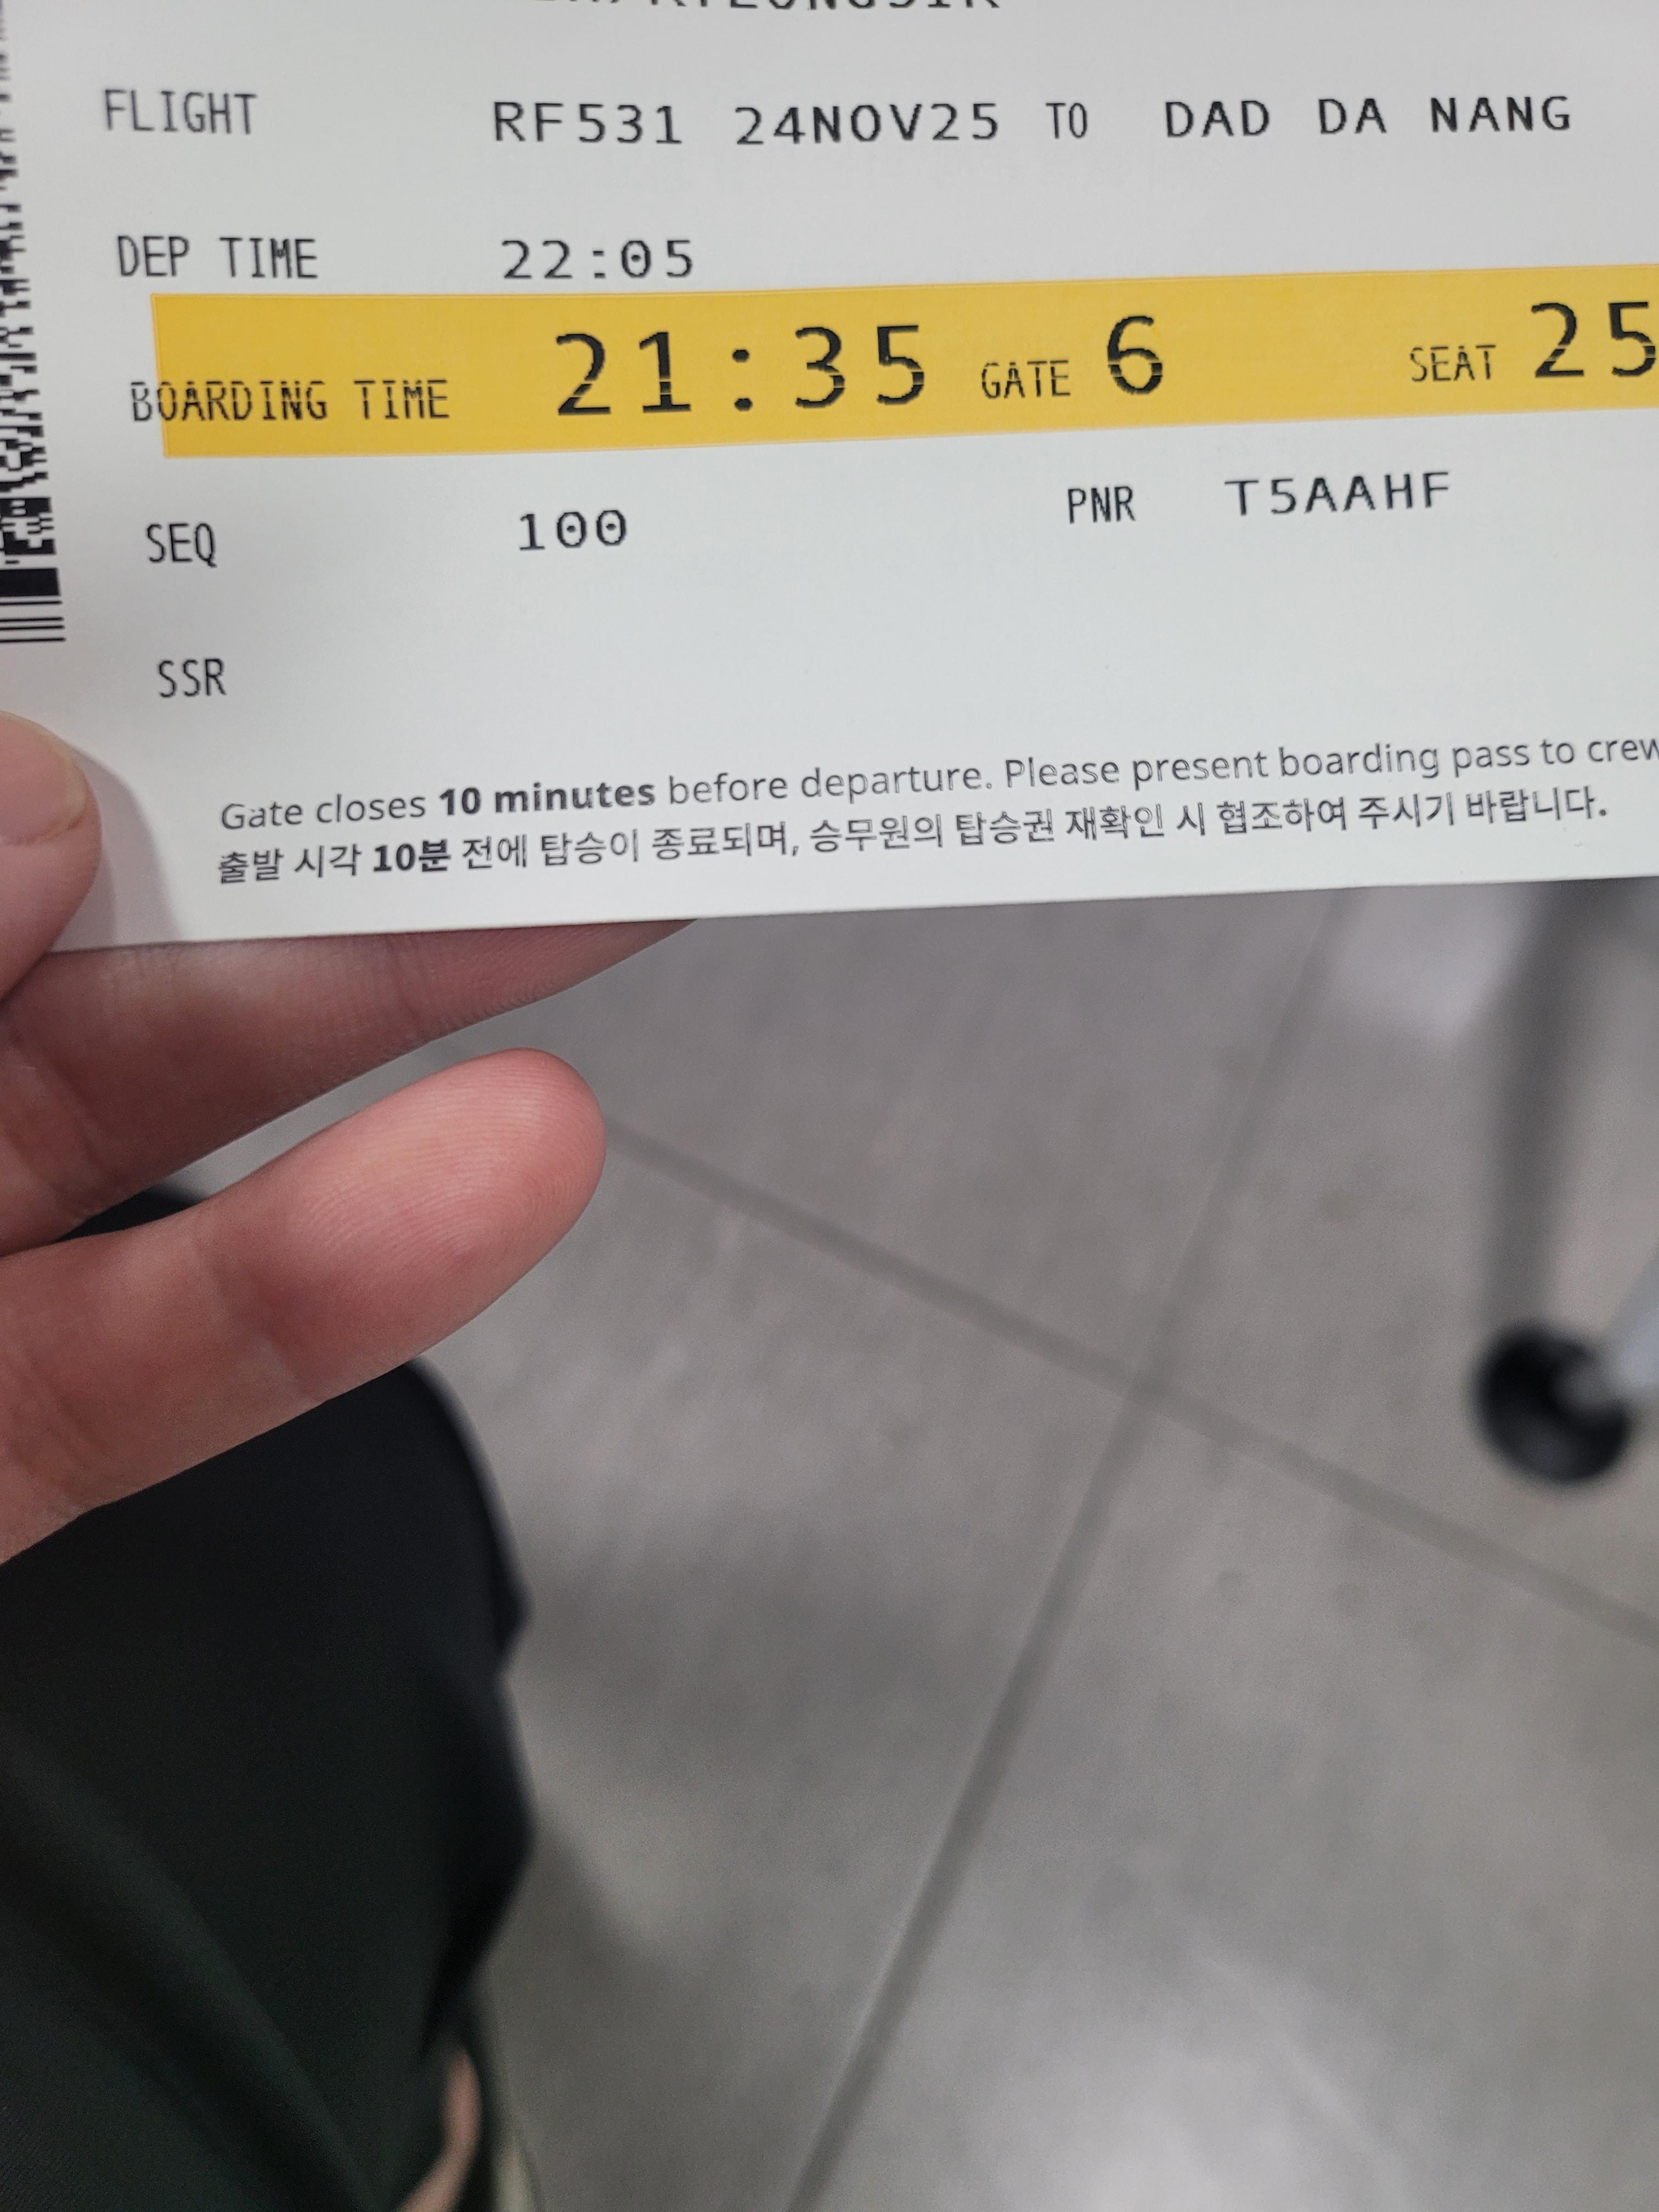 FLIGHT RF531 24NOV25 TO DAD DA NANG
DEP TIME 22:05
BOARDING TIME 21:35 GATE 6 SEAT 25
SEQ 100 PNR T5AAHF
SSR
Gate closes 10 minutes before departure. Please present boarding pass to crew
출발 시각 10분 전에 탑승이 종료되며, 승무원의 탑승권 재확인 시 협조하여 주시기 바랍니다.